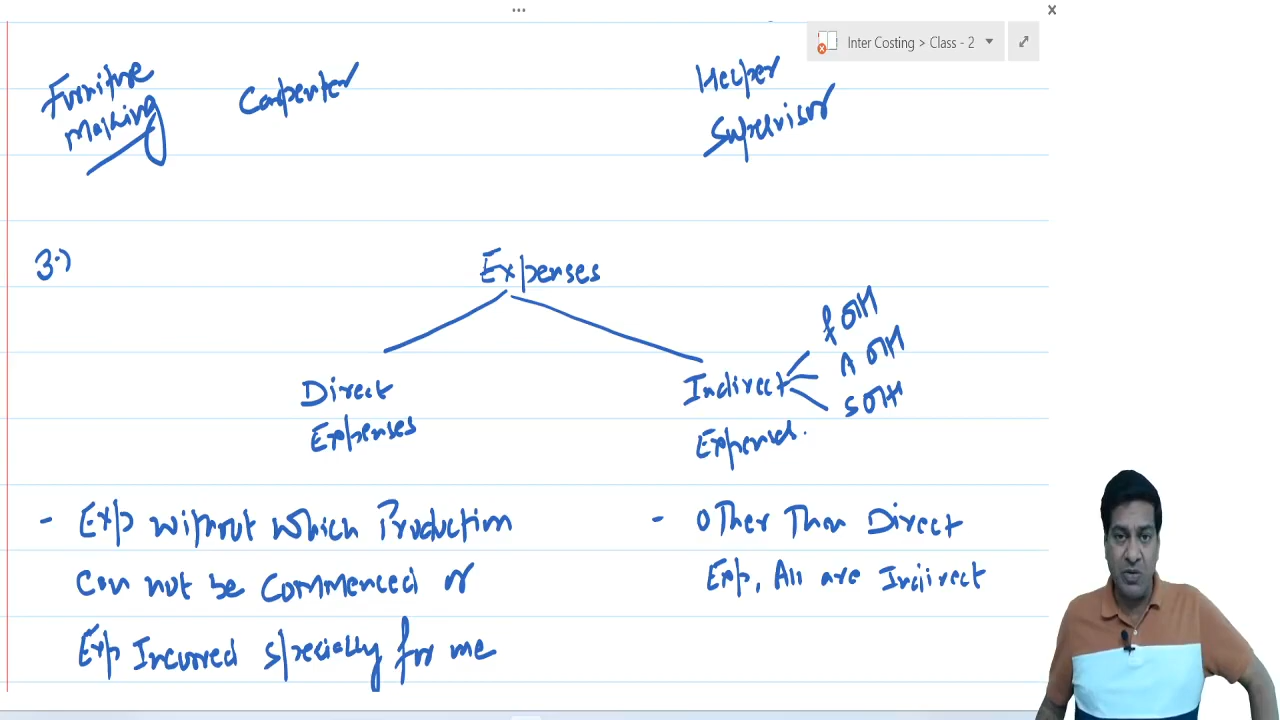 Inter Costing > Class - 2
Furniture Making
Carpenter
Helper
Supervisor
3.)
Expenses
Direct Expenses
Indirect Expenses.
FOH
AOH
SOH
- Exp without which Production
can not be commenced or
Exp Incurred specially for me
- Other Than Direct
Exp, All are Indirect